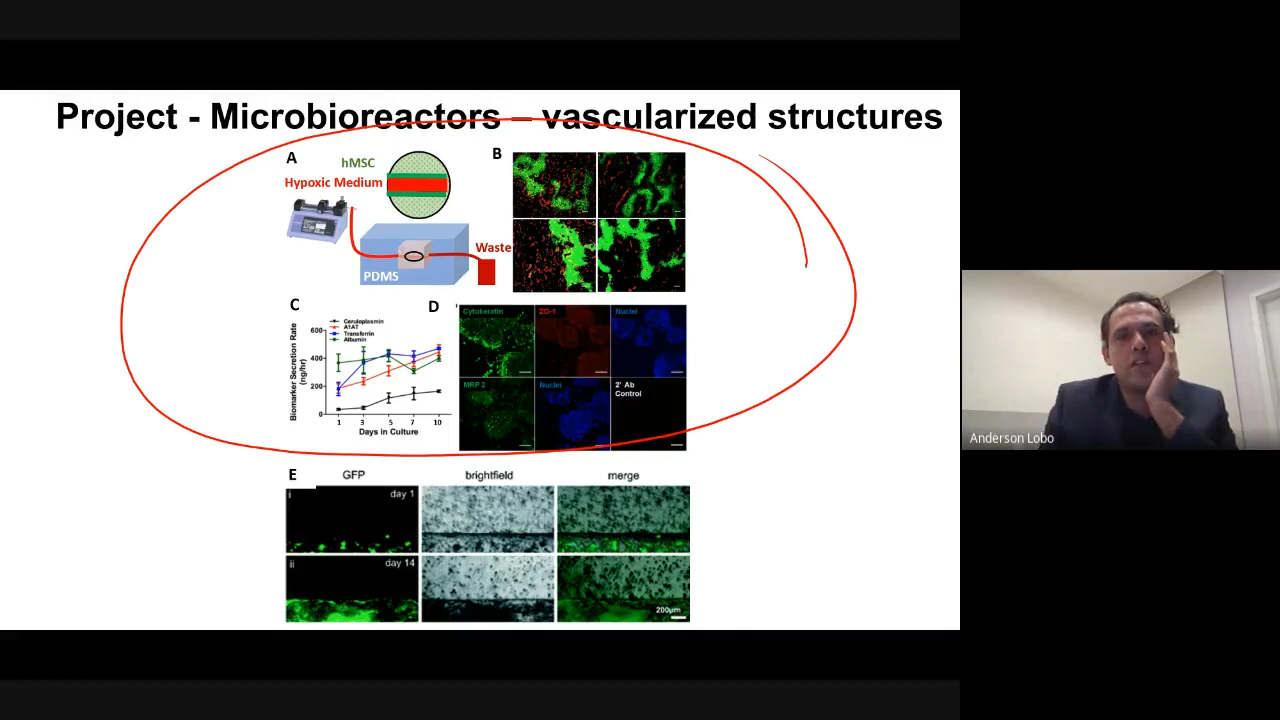 Project - Microbioreactors – vascularized structures
A
hMSC
Hypoxic Medium
PDMS
Waste
B
C
Ceruloplasmin
A1AT
Transferrin
Albumin
Biomarker Secretion Rate
(ng/hr)
600
400
200
0
1 3 5 7 10
Days in Culture
D
Cytokeratin ZO-1 Nuclei
MRP 2 Nuclei 2' Ab
Control
E
GFP brightfield merge
i day 1
ii day 14
200µm
Anderson Lobo